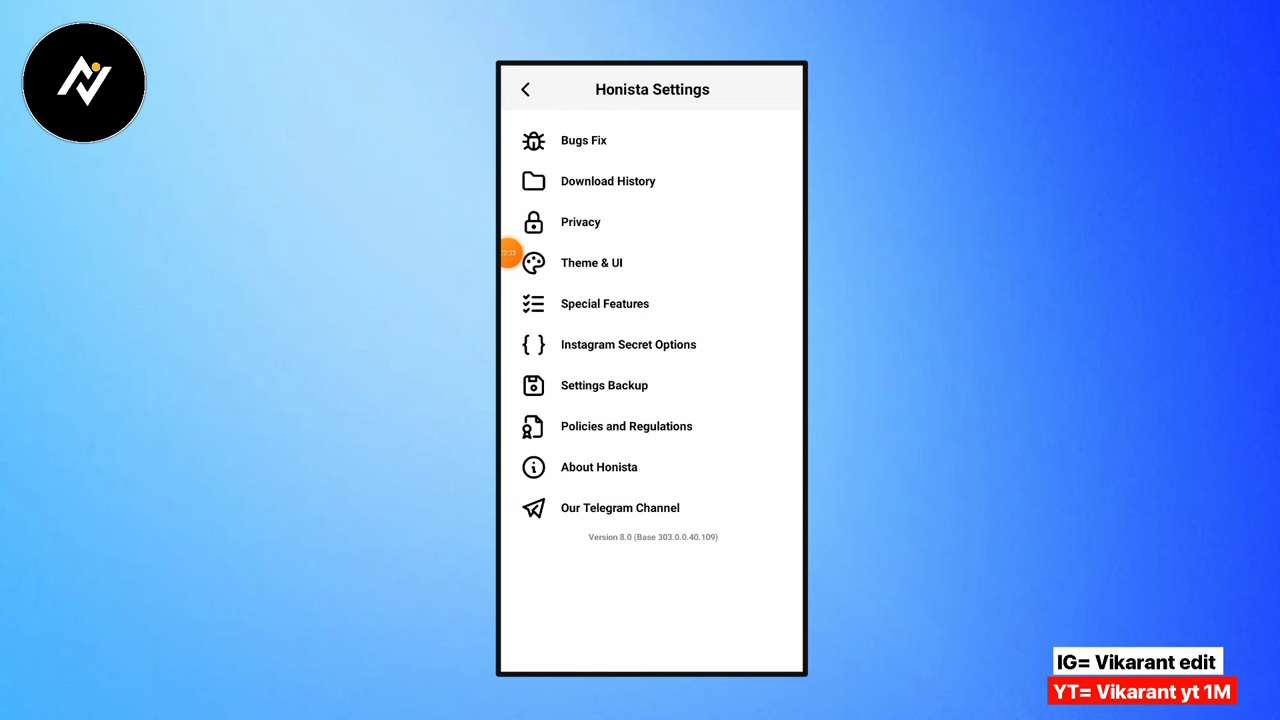 Honista Settings
Bugs Fix
Download History
Privacy
Theme & UI
Special Features
Instagram Secret Options
Settings Backup
Policies and Regulations
About Honista
Our Telegram Channel
Version 8.0 (Base 303.0.0.40.109)
IG= Vikarant edit
YT= Vikarant yt 1M